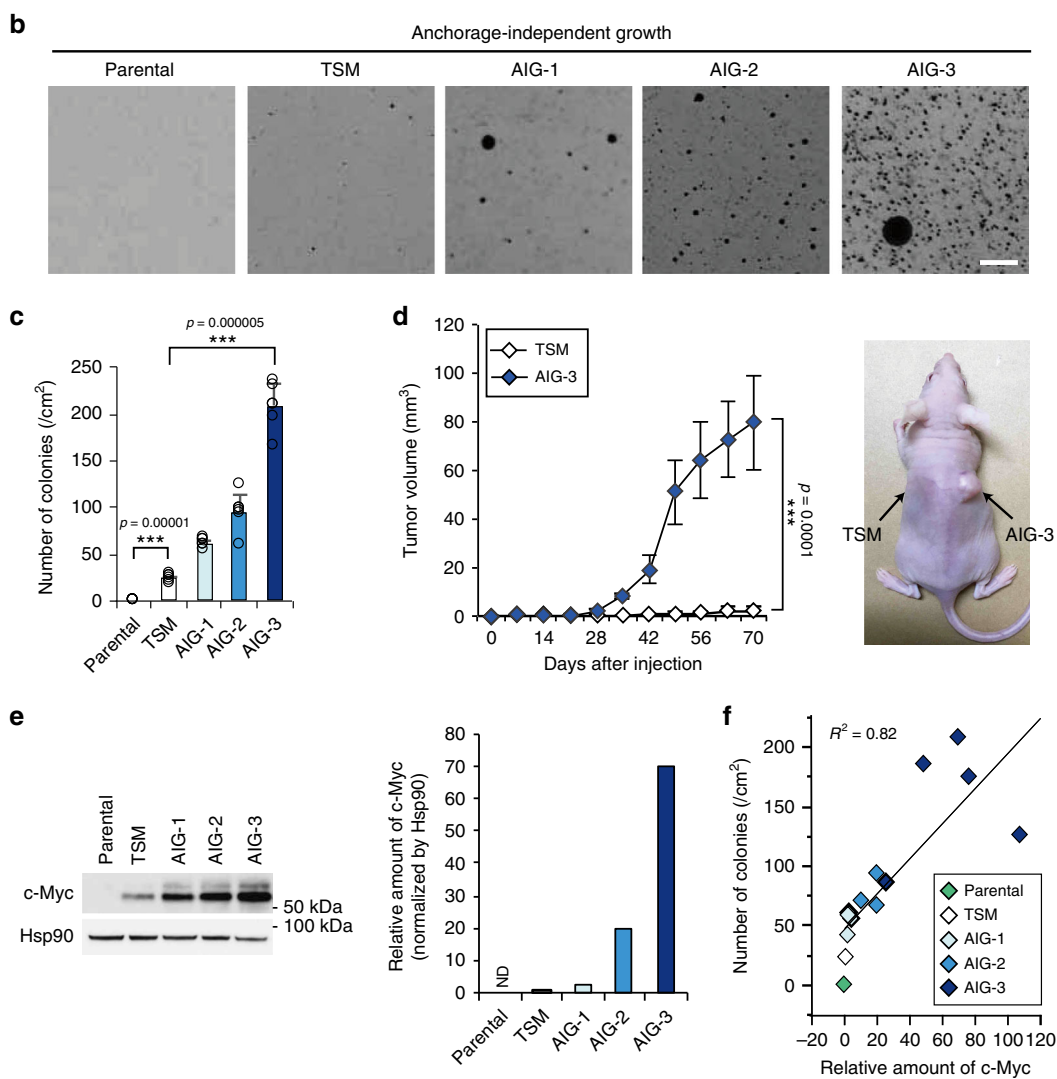 b
Anchorage-independent growth
Parental TSM AIG-1 AIG-2 AIG-3
c
p = 0.000005
***
Number of colonies (/cm2)
250
200
150
100
50
0
p = 0.00001
***
Parental
TSM
AIG-1
AIG-2
AIG-3
d
Tumor volume (mm3)
120
100
80
60
40
20
0
TSM
AIG-3
p = 0.0001
***
0 14 28 42 56 70
Days after injection
TSM AIG-3
e
Parental
TSM
AIG-1
AIG-2
AIG-3
c-Myc
- 50 kDa
- 100 kDa
Hsp90
Relative amount of c-Myc
(normalized by Hsp90)
80
70
60
50
40
30
20
10
0
ND
Parental
TSM
AIG-1
AIG-2
AIG-3
f
R2 = 0.82
Number of colonies (/cm2)
200
150
100
50
0
Parental
TSM
AIG-1
AIG-2
AIG-3
–20 0 20 40 60 80 100 120
Relative amount of c-Myc